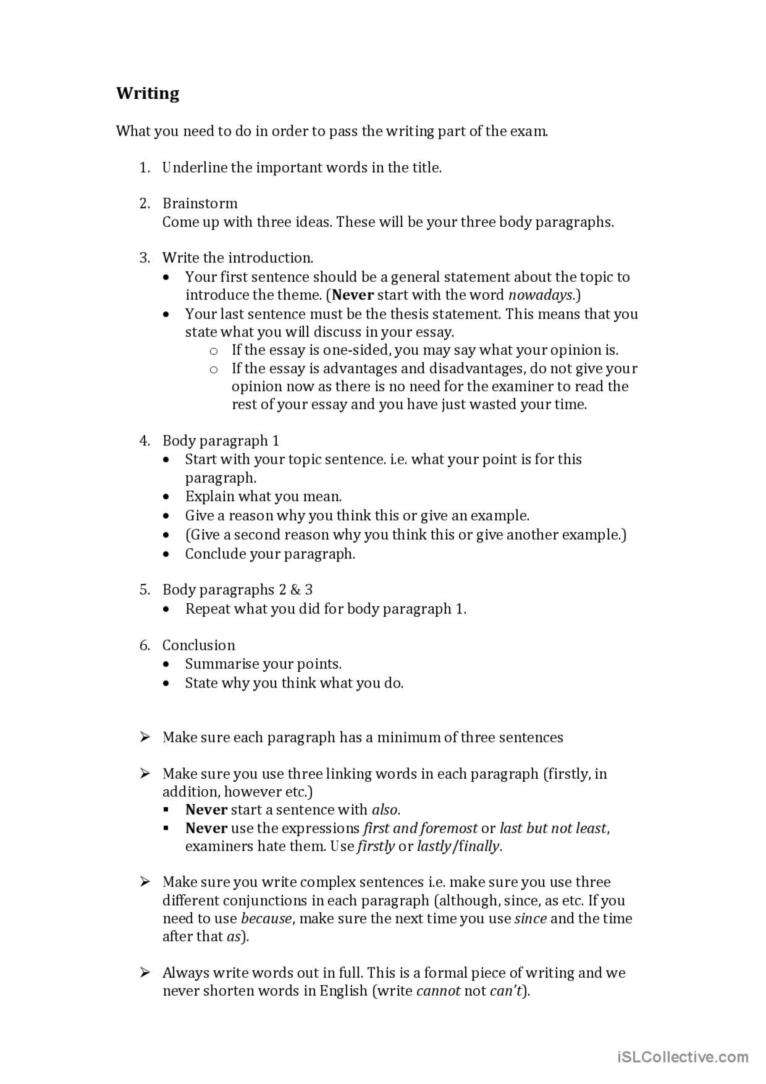 Writing
What you need to do in order to pass the writing part of the exam.
1. Underline the important words in the title.
2. Brainstorm
Come up with three ideas. These will be your three body paragraphs.
3. Write the introduction.
• Your first sentence should be a general statement about the topic to
introduce the theme. (Never start with the word nowadays.)
• Your last sentence must be the thesis statement. This means that you
state what you will discuss in your essay.
o If the essay is one-sided, you may say what your opinion is.
o If the essay is advantages and disadvantages, do not give your
opinion now as there is no need for the examiner to read the
rest of your essay and you have just wasted your time.
4. Body paragraph 1
• Start with your topic sentence. i.e. what your point is for this
paragraph.
• Explain what you mean.
• Give a reason why you think this or give an example.
• (Give a second reason why you think this or give another example.)
• Conclude your paragraph.
5. Body paragraphs 2 & 3
• Repeat what you did for body paragraph 1.
6. Conclusion
• Summarise your points.
• State why you think what you do.
➢ Make sure each paragraph has a minimum of three sentences
➢ Make sure you use three linking words in each paragraph (firstly, in
addition, however etc.)
▪ Never start a sentence with also.
▪ Never use the expressions first and foremost or last but not least,
examiners hate them. Use firstly or lastly/finally.
➢ Make sure you write complex sentences i.e. make sure you use three
different conjunctions in each paragraph (although, since, as etc. If you
need to use because, make sure the next time you use since and the time
after that as).
➢ Always write words out in full. This is a formal piece of writing and we
never shorten words in English (write cannot not can't).
iSLCollective.com